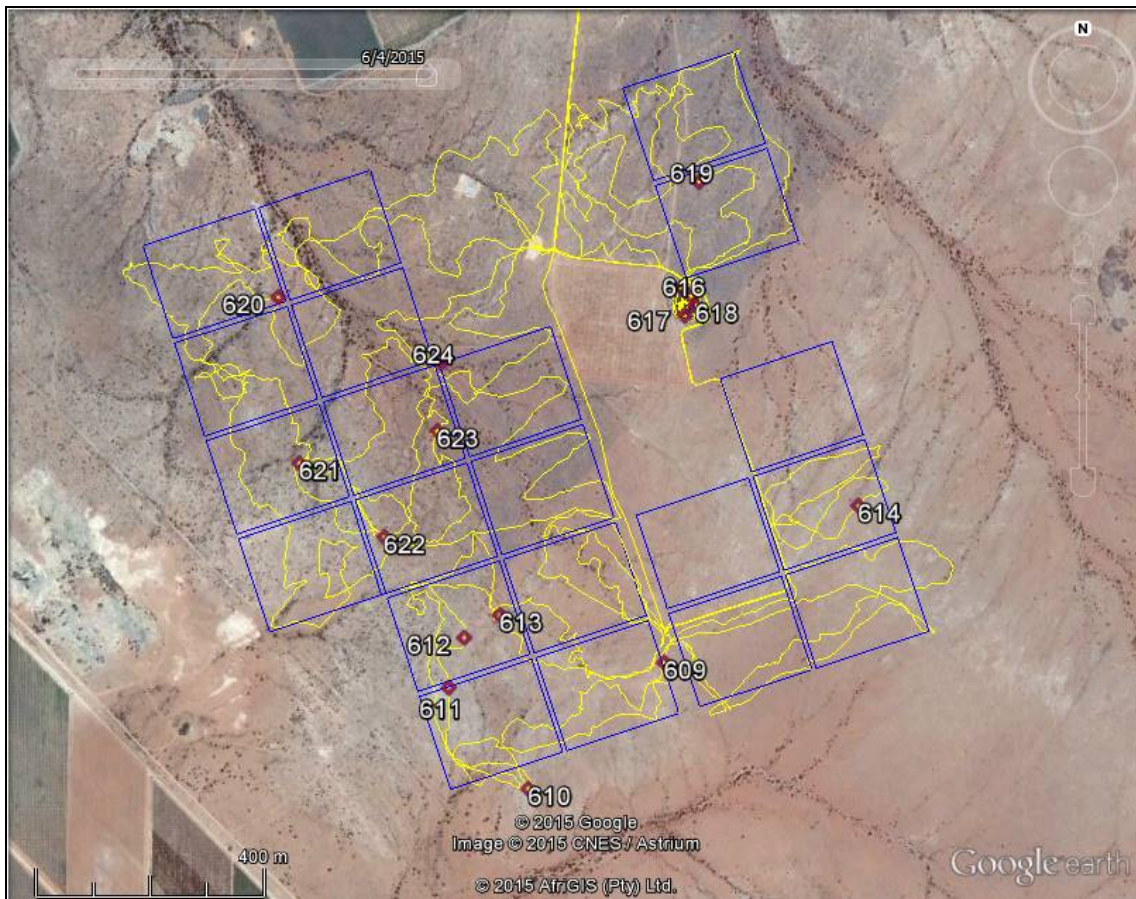 N
6/4/2015
619
616
617
618
620
624
623
621
614
622
613
612
609
611
610
© 2015 Google
Image © 2015 CNES / Astrium
400 m
Google earth
© 2015 AfriGIS (Pty) Ltd.